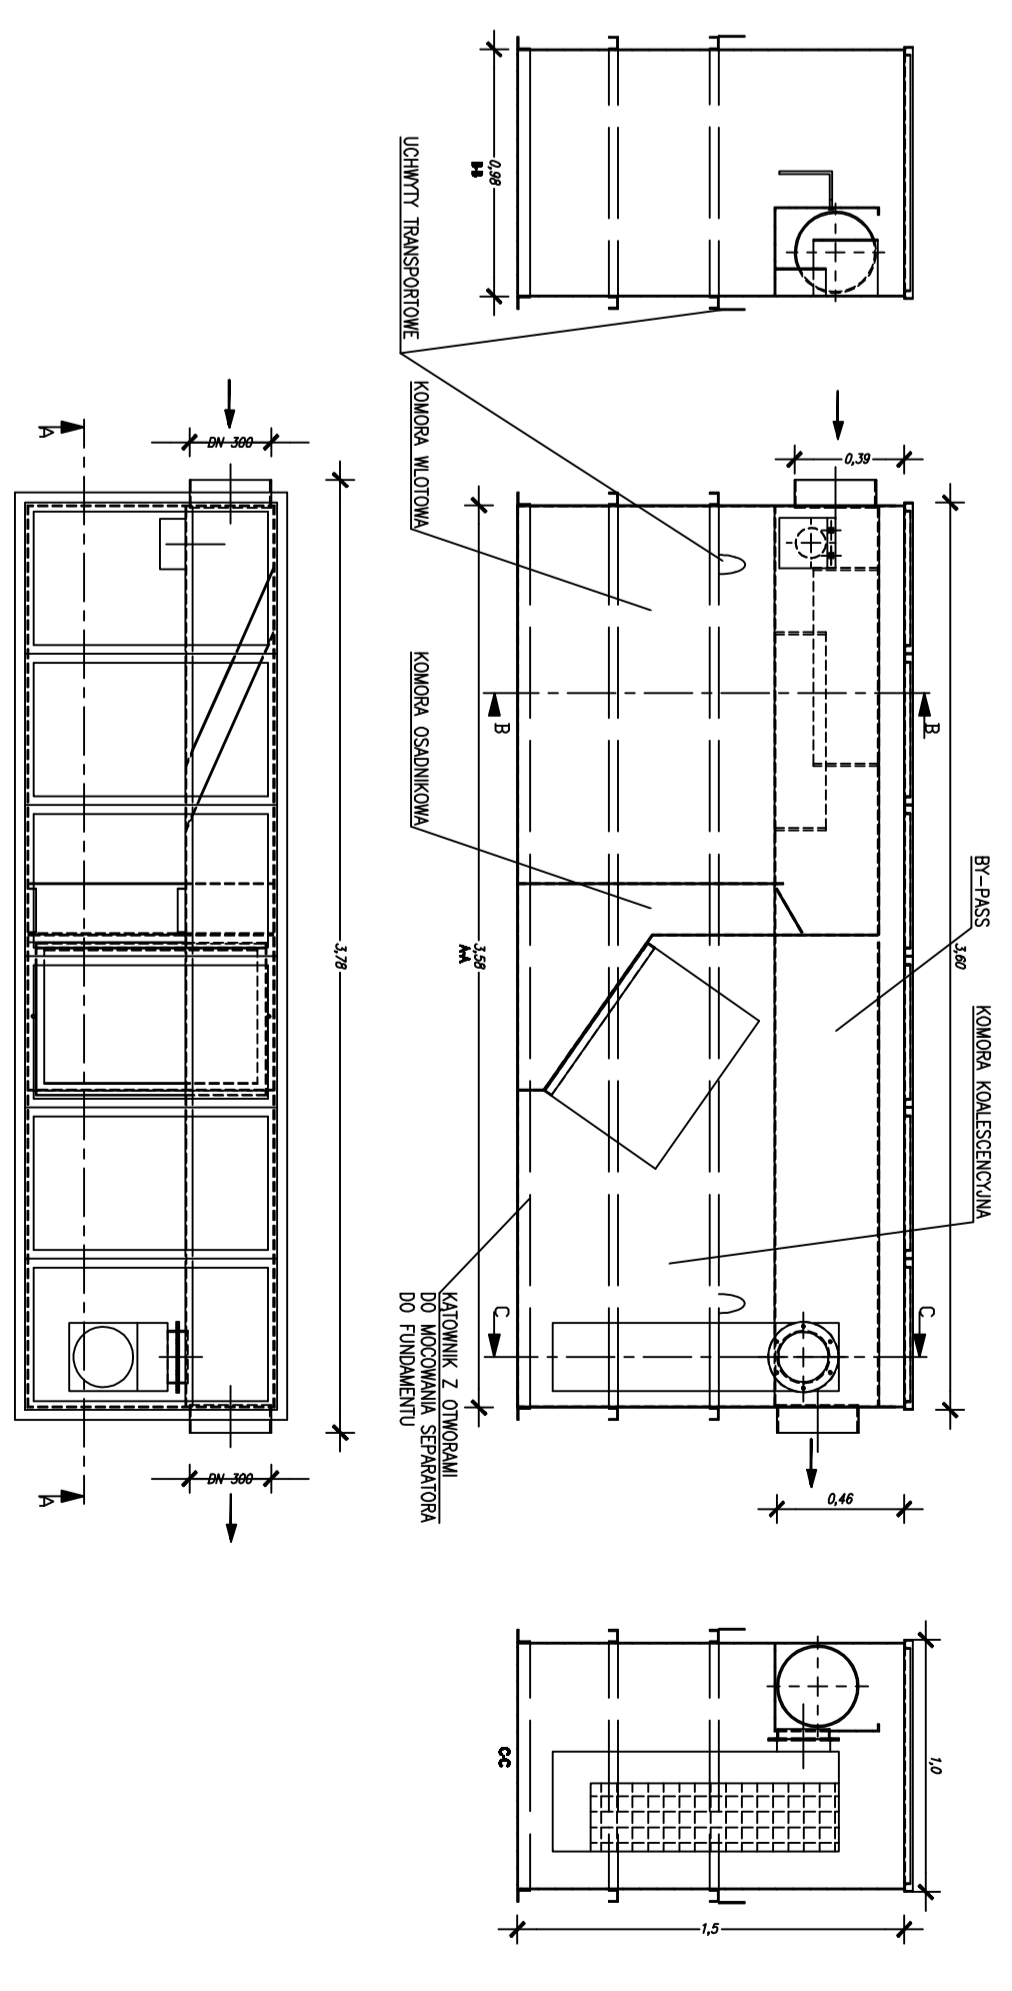 UCHWYTY TRANSPORTOWE
KOMORA WLOTOWA
KOMORA OSADNIKOWA
BY-PASS
KOMORA KOALESCENCYJNA
KĄTOWNIK Z OTWORAMI
DO MOCOWANIA SEPARATORA
DO FUNDAMENTU
0,98
B-B
0,39
3,60
B
B
3,58
A-A
C
C
0,46
1,0
C-C
1,5
DN 300
3,78
DN 300
A
A